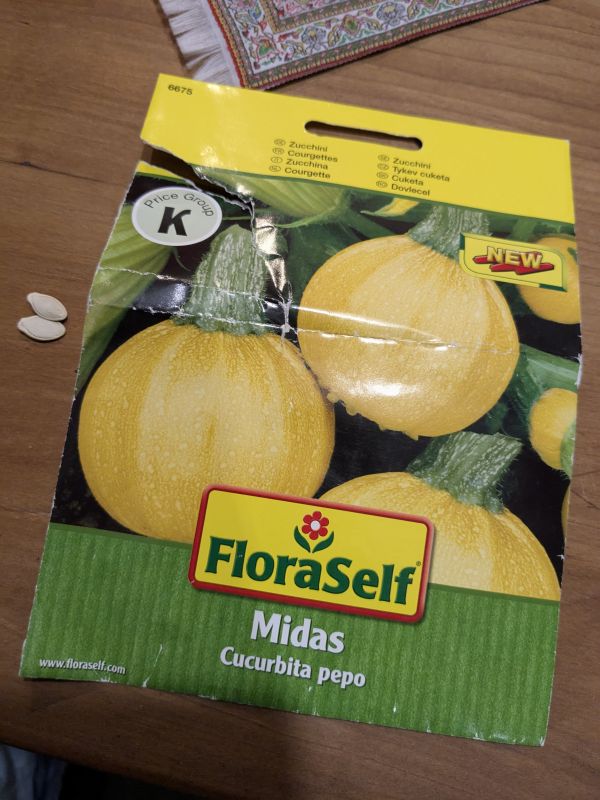 6675
Zucchini
Courgettes
Zucchina
Courgette
Zucchini
Tykev cuketa
Cuketa
Dovlecel
Price Group
K
NEW
FloraSelf®
Midas
Cucurbita pepo
www.floraself.com